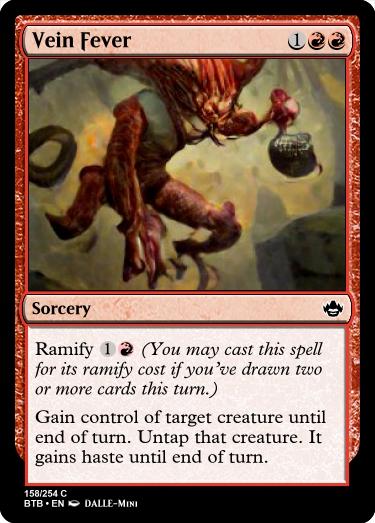 Vein Fever 1
Sorcery
Ramify 1 (You may cast this spell
for its ramify cost if you've drawn two
or more cards this turn.)
Gain control of target creature until
end of turn. Untap that creature. It
gains haste until end of turn.
158/254 C
BTB • EN DALLE-Mini